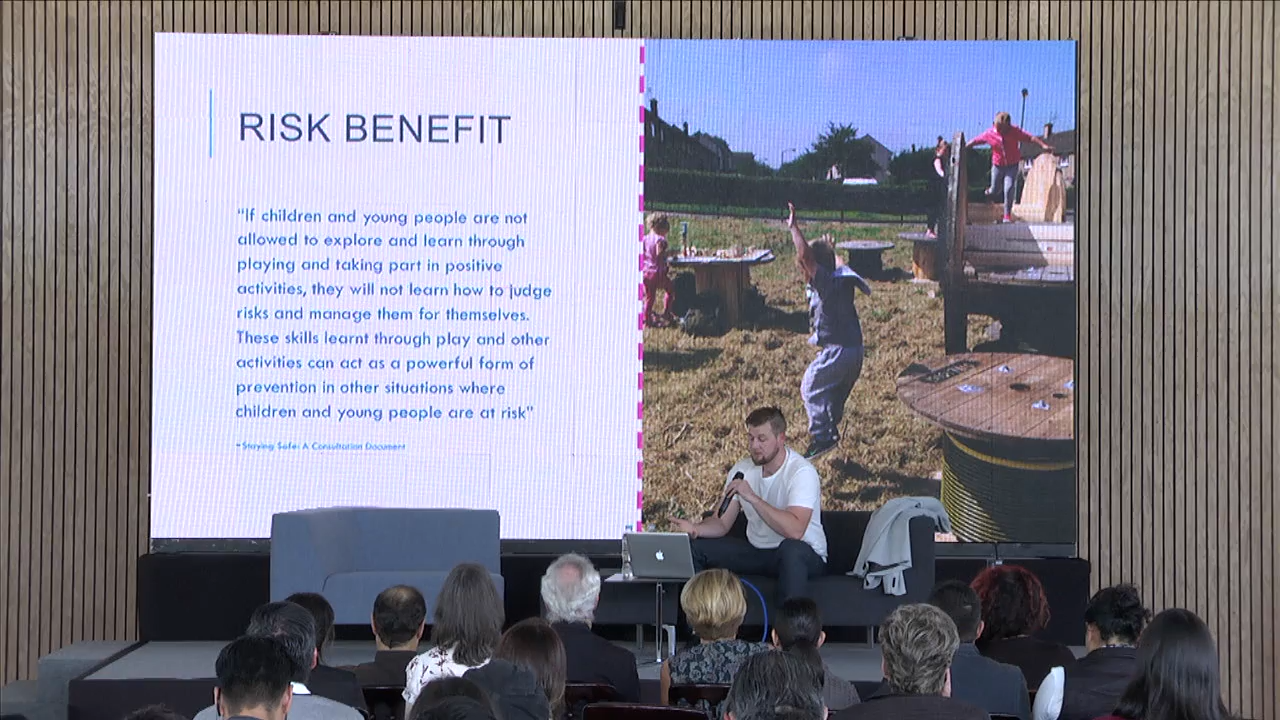 RISK BENEFIT
"If children and young people are not
allowed to explore and learn through
playing and taking part in positive
activities, they will not learn how to judge
risks and manage them for themselves.
These skills learnt through play and other
activities can act as a powerful form of
prevention in other situations where
children and young people are at risk"
-Staying Safe: A Consultation Document